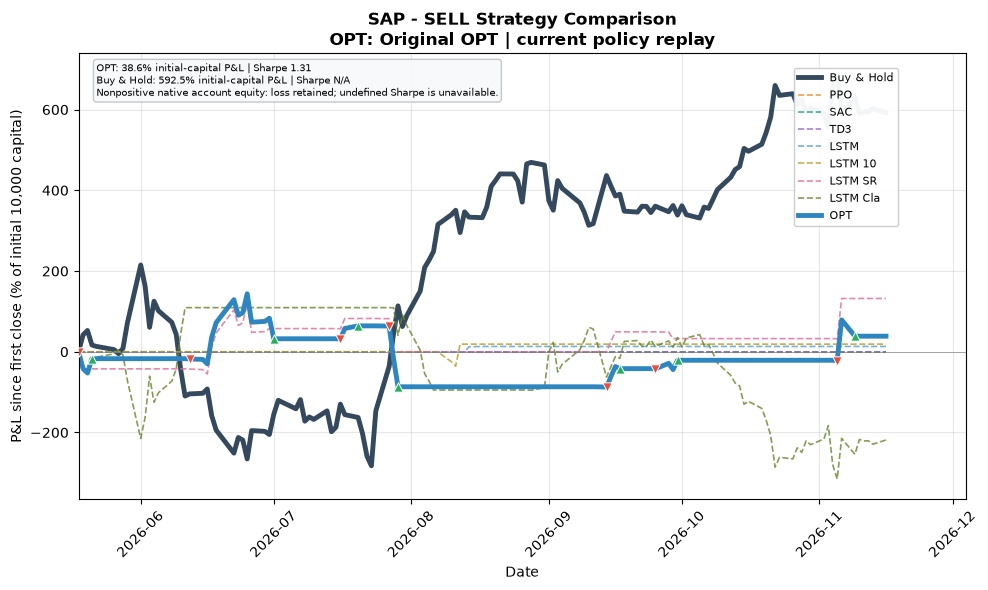 SAP - SELL Strategy Comparison
OPT: Original OPT | current policy replay
OPT: 38.6% initial-capital P&L | Sharpe 1.31
Buy & Hold: 592.5% initial-capital P&L | Sharpe N/A
Nonpositive native account equity: loss retained; undefined Sharpe is unavailable.
Buy & Hold
PPO
SAC
TD3
LSTM
LSTM 10
LSTM SR
LSTM Cla
OPT
P&L since first close (% of initial 10,000 capital)
600
400
200
0
−200
2026-06
2026-07
2026-08
2026-09
2026-10
2026-11
2026-12
Date